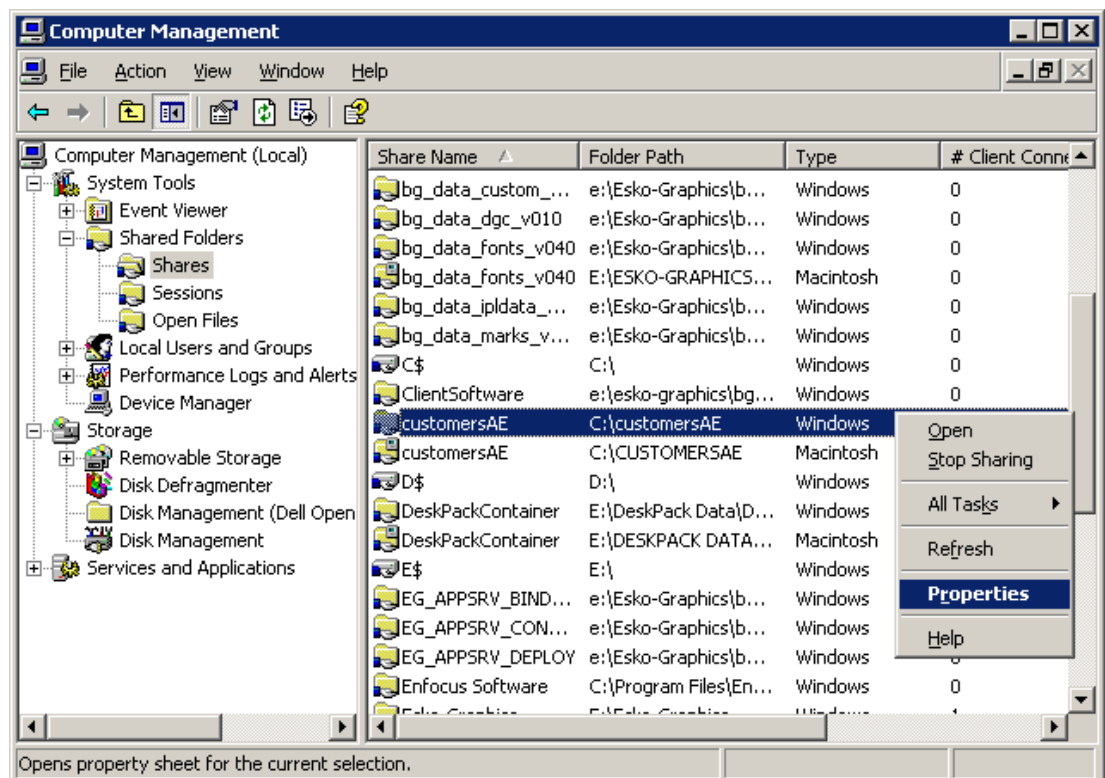 Computer Management
File Action View Window Help
Computer Management (Local)
System Tools
Event Viewer
Shared Folders
Shares
Sessions
Open Files
Local Users and Groups
Performance Logs and Alerts
Device Manager
Storage
Removable Storage
Disk Defragmenter
Disk Management (Dell Open
Disk Management
Services and Applications
Share Name Folder Path Type # Client Conne
bg_data_custom_... e:\Esko-Graphics\b... Windows 0
bg_data_dgc_v010 e:\Esko-Graphics\b... Windows 0
bg_data_fonts_v040 e:\Esko-Graphics\b... Windows 0
bg_data_fonts_v040 E:\ESKO-GRAPHICS... Macintosh 0
bg_data_ipldata_... e:\Esko-Graphics\b... Windows 0
bg_data_marks_v... e:\Esko-Graphics\b... Windows 0
C$ C:\ Windows 0
ClientSoftware e:\esko-graphics\bg... Windows 0
customersAE C:\customersAE Windows
customersAE C:\CUSTOMERSAE Macintosh
D$ D:\ Windows
DeskPackContainer E:\DeskPack Data\D... Windows
DeskPackContainer E:\DESKPACK DATA... Macintosh
E$ E:\ Windows
EG_APPSRV_BIND... e:\Esko-Graphics\b... Windows
EG_APPSRV_CON... e:\Esko-Graphics\b... Windows
EG_APPSRV_DEPLOY e:\Esko-Graphics\b... Windows
Enfocus Software C:\Program Files\En... Windows 0
Open
Stop Sharing
All Tasks
Refresh
Properties
Help
Opens property sheet for the current selection.